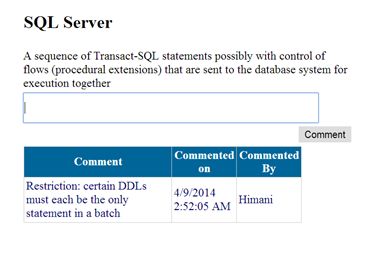 SQL Server
A sequence of Transact-SQL statements possibly with control of
flows (procedural extensions) that are sent to the database system for
execution together
Comment
Comment Commented on Commented By
Restriction: certain DDLs
must each be the only
statement in a batch
4/9/2014
2:52:05 AM
Himani